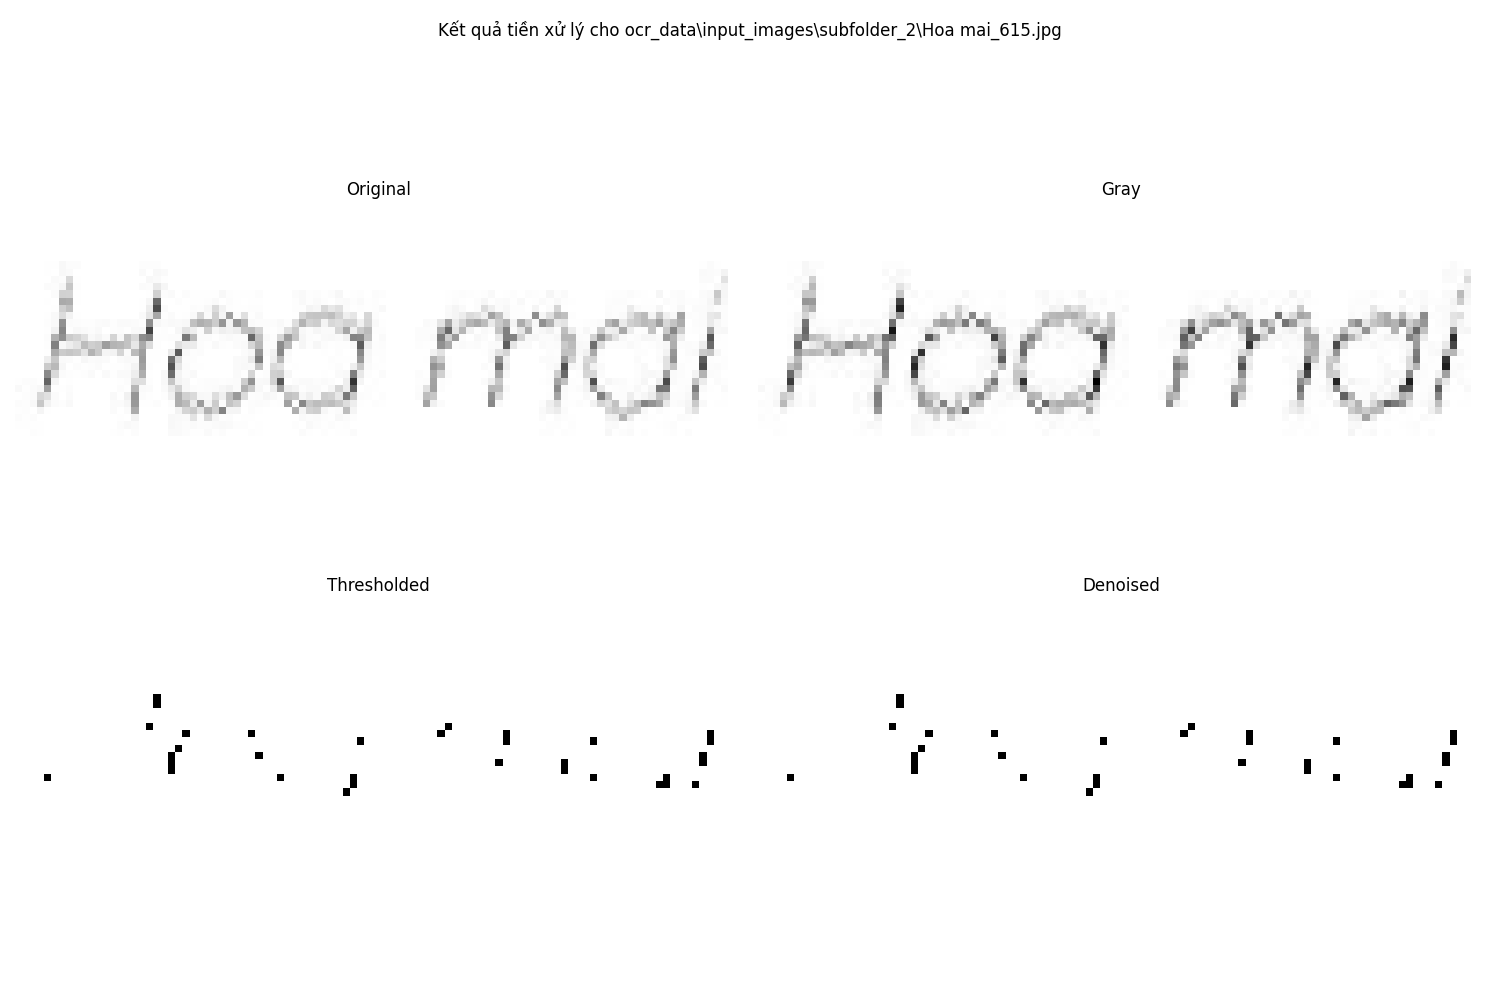 Kết quả tiền xử lý cho ocr_data\input_images\subfolder_2\Hoa mai_615.jpg
Original
Gray
Hoa mai
Hoa mai
Thresholded
Denoised